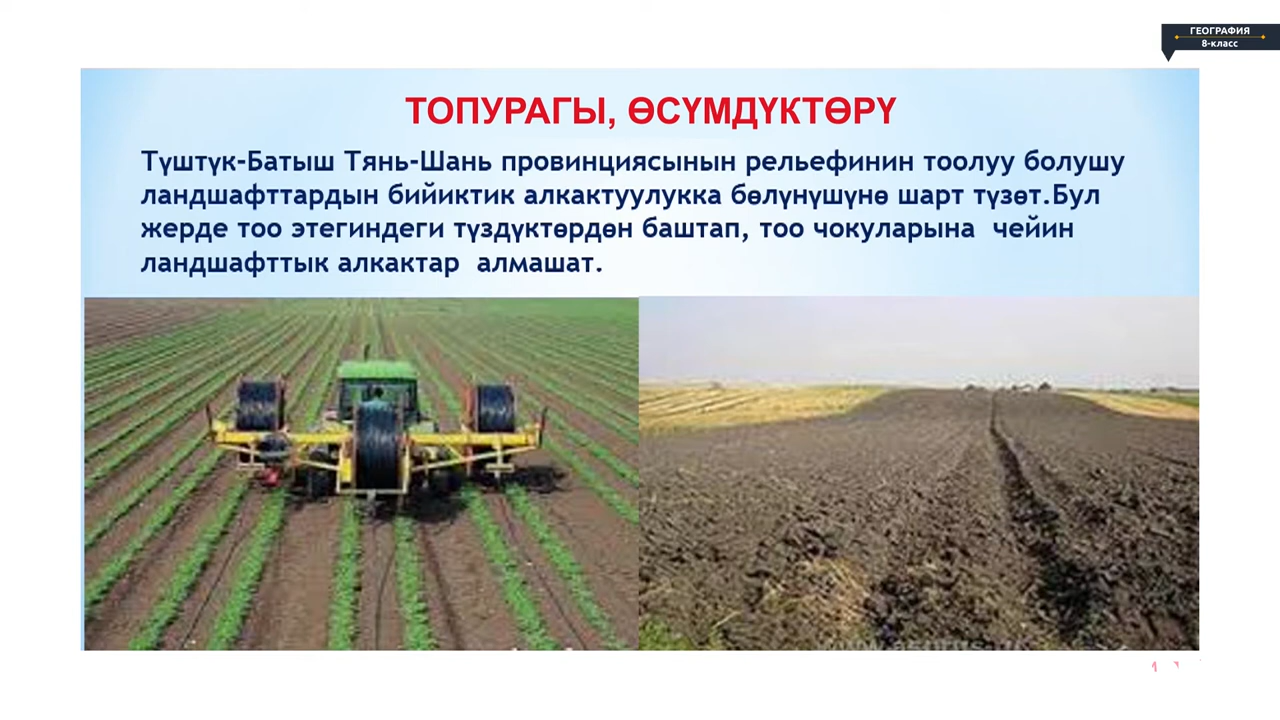 ГЕОГРАФИЯ
8-класс
ТОПУРАГЫ, ӨСҮМДҮКТӨРҮ
Түштүк-Батыш Тянь-Шань провинциясынын рельефинин тоолуу болушу
ландшафттардын бийиктик алкактуулукка бөлүнүшүнө шарт түзөт.Бул
жерде тоо этегиндеги түздүктөрдөн баштап, тоо чокуларына чейин
ландшафттык алкактар алмашат.